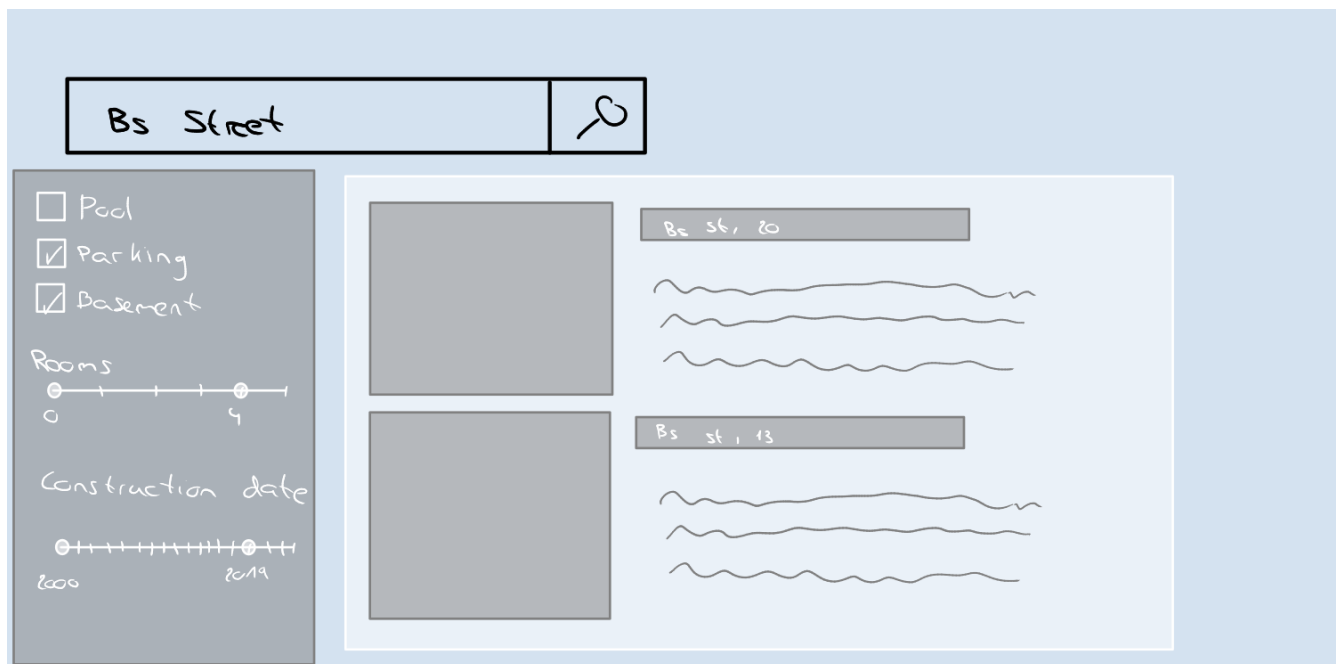 Bs Street
Pool
Parking
Basement
Rooms
0 4
Construction date
2000 2019
Bs st, 20
Bs st, 13